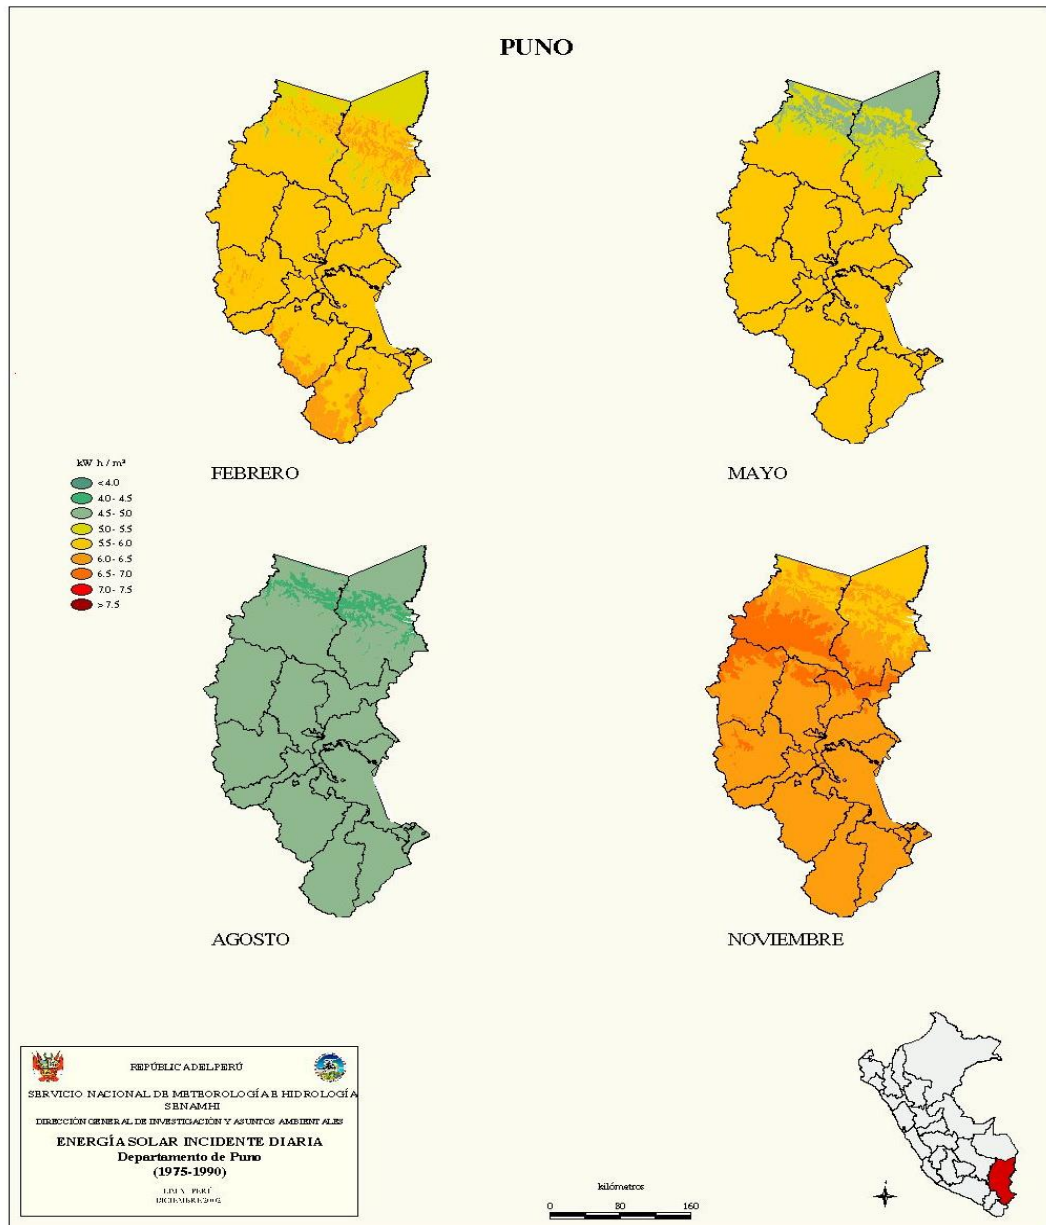 PUNO
FEBRERO
MAYO
kW h / m²
< 4.0
4.0 - 4.5
4.5 - 5.0
5.0 - 5.5
5.5 - 6.0
6.0 - 6.5
6.5 - 7.0
7.0 - 7.5
> 7.5
AGOSTO
NOVIEMBRE
REPÚBLICA DEL PERÚ
SERVICIO NACIONAL DE METEOROLOGÍA E HIDROLOGÍA
SENAMHI
DIRECCIÓN GENERAL DE INVESTIGACIÓN Y ASUNTOS AMBIENTALES
ENERGÍA SOLAR INCIDENTE DIARIA
Departamento de Puno
(1975-1990)
LIMA PERÚ
DICIEMBRE
kilómetros
0 80 160